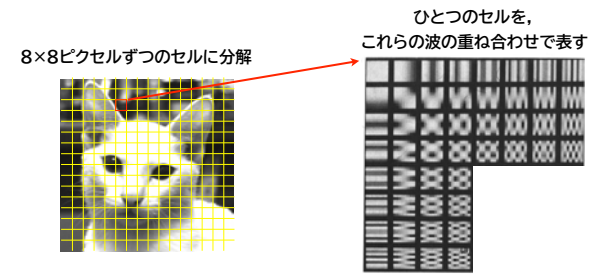 ひとつのセルを,
これらの波の重ね合わせで表す
8×8ピクセルずつのセルに分解